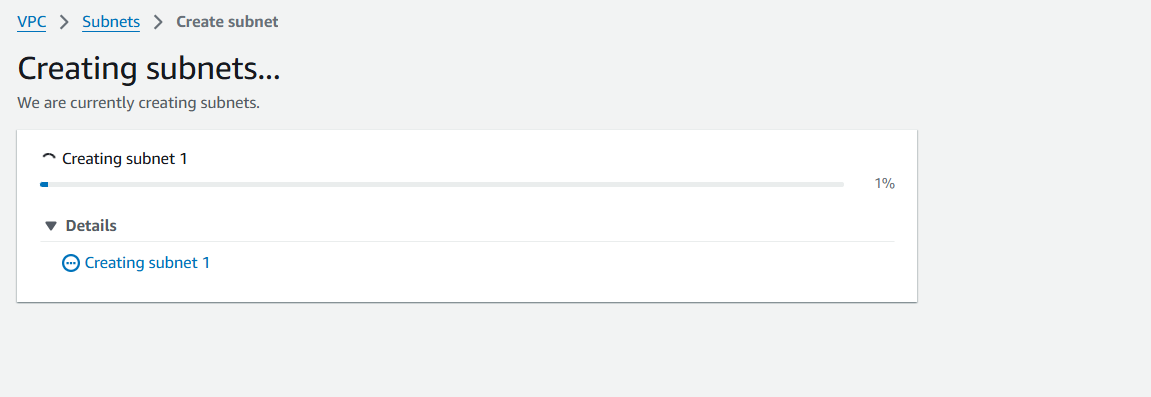 VPC > Subnets > Create subnet
Creating subnets...
We are currently creating subnets.
Creating subnet 1
1%
Details
Creating subnet 1